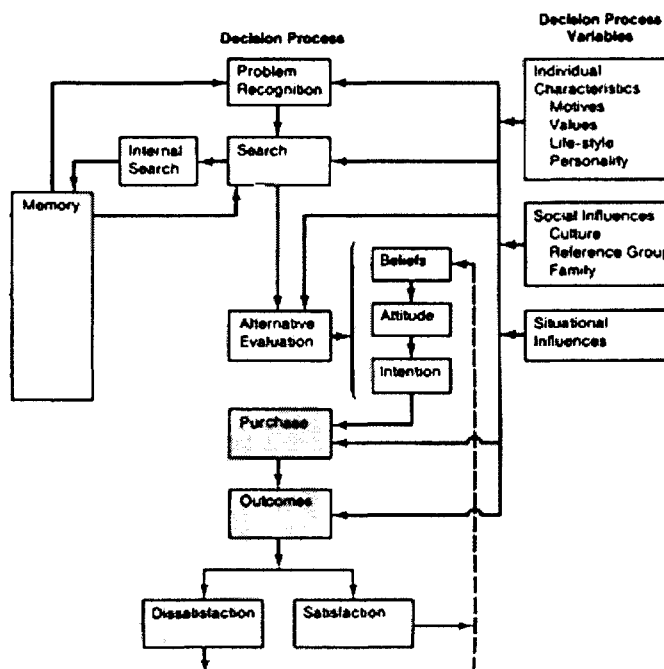 Decision Process
Decision Process
Variables
Problem
Recognition
Individual
Characteristics
Motives
Values
Life-style
Personality
Internal
Search
Search
Memory
Social Influences
Culture
Reference Group
Family
Beliefs
Attitude
Intention
Alternative
Evaluation
Situational
Influences
Purchase
Outcomes
Dissatisfaction
Satisfaction